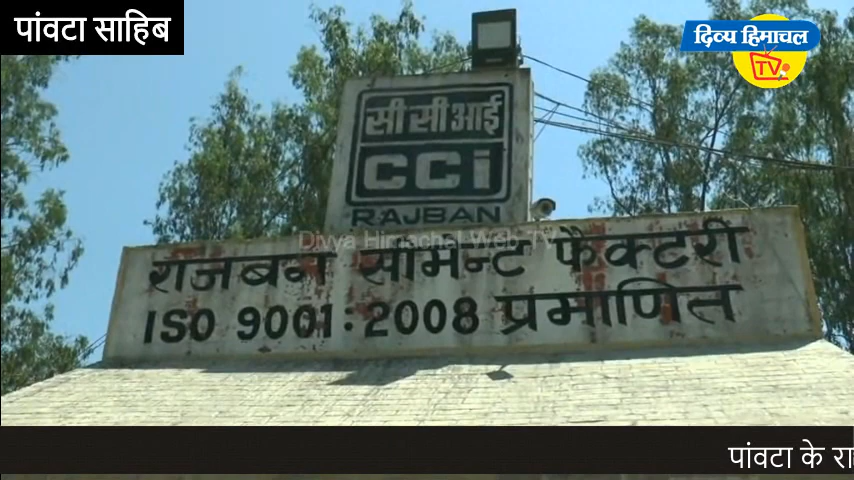 पांवटा साहिब
दिव्य हिमाचल
TV
सी सी आई
CCI
RAJBAN
Divya Himachal Web TV
राजबन सीमेन्ट फैक्टरी
ISO 9001:2008 प्रमाणित
पांवटा के रा